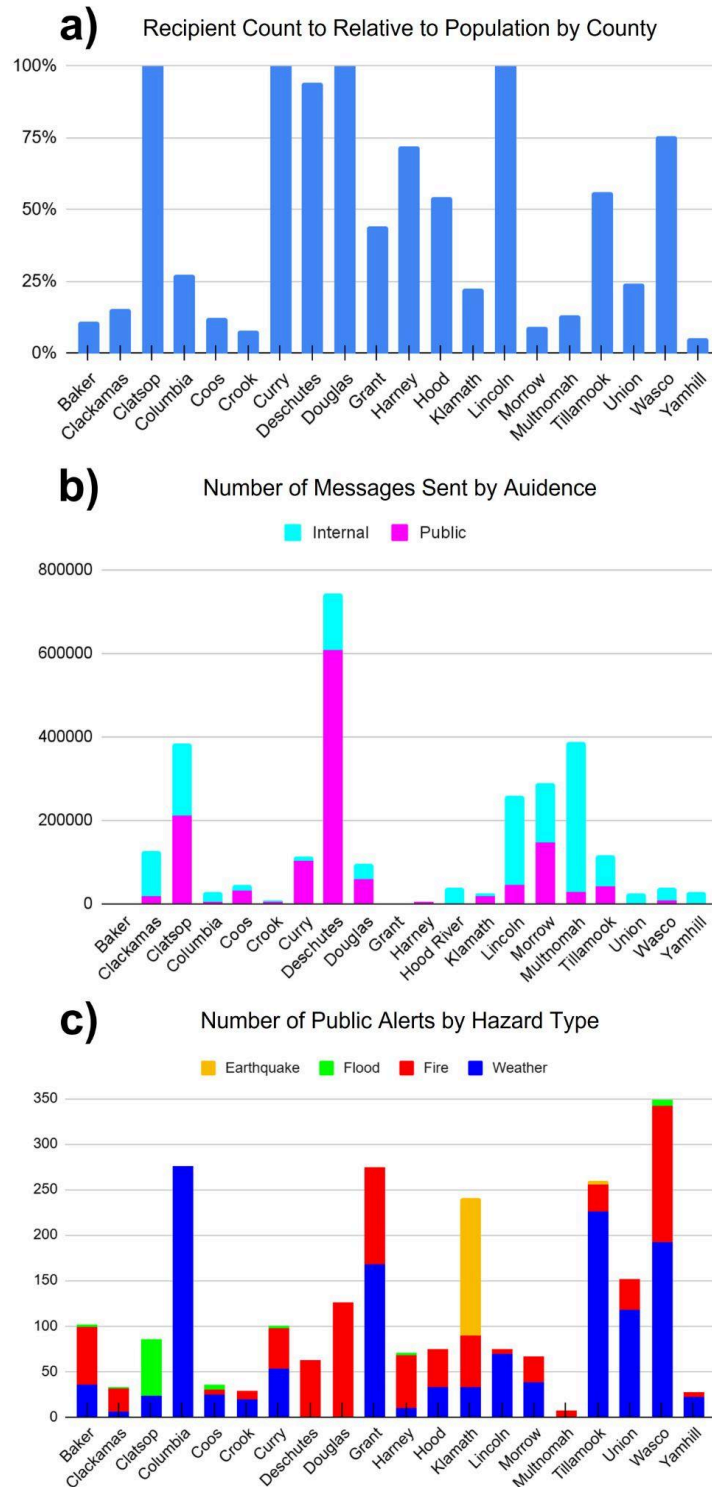 a) Recipient Count to Relative to Population by County
100%
75%
50%
25%
0%
Baker
Clackamas
Clatsop
Columbia
Coos
Crook
Curry
Deschutes
Douglas
Grant
Harney
Hood
Klamath
Lincoln
Morrow
Multnomah
Tillamook
Union
Wasco
Yamhill
b) Number of Messages Sent by Auidence
Internal Public
800000
600000
400000
200000
0
Baker
Clackamas
Clatsop
Columbia
Coos
Crook
Curry
Deschutes
Douglas
Grant
Harney
Hood River
Klamath
Lincoln
Morrow
Multnomah
Tillamook
Union
Wasco
Yamhill
c) Number of Public Alerts by Hazard Type
Earthquake Flood Fire Weather
350
300
250
200
150
100
50
0
Baker
Clackamas
Clatsop
Columbia
Coos
Crook
Curry
Deschutes
Douglas
Grant
Harney
Hood
Klamath
Lincoln
Morrow
Multnomah
Tillamook
Union
Wasco
Yamhill